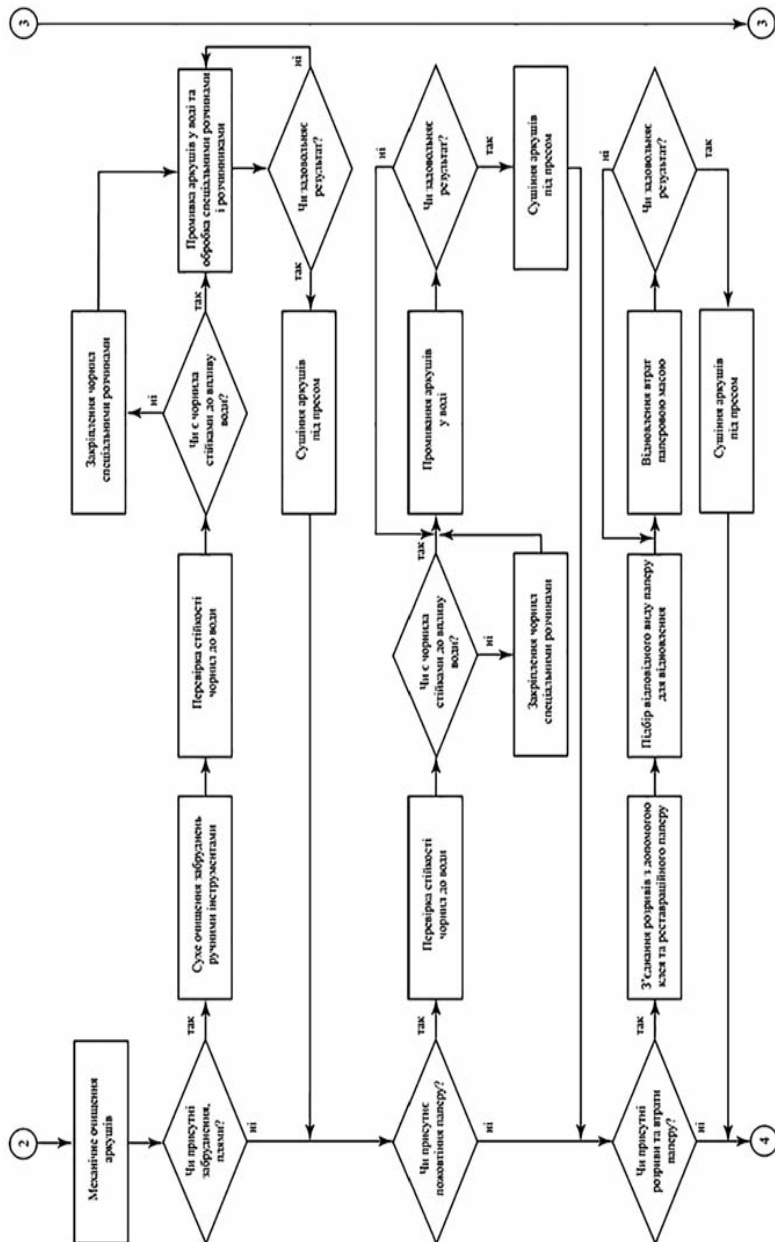 2
Механічне очищення
аркушів
Чи присутні
забруднення,
плями?
так
ні
Сухе очищення забруднень
ручними інструментами
Перевірка стійкості
чорнил до води
Чи є чорнила
стійками до впливу
води?
ні
так
Закріплення чорнил
спеціальними розчинами
Промивка аркушів у воді та
обробка спеціальними розчинами
і розчинниками
Чи задовольняє
результат?
ні
так
Сушіння аркушів
під пресом
3
Чи присутнє
пожовтіння паперу?
так
ні
Перевірка стійкості
чорнил до води
Чи є чорнила
стійками до впливу
води?
так
ні
Закріплення чорнил
спеціальними розчинами
Промивання аркушів
у воді
Чи задовольняє
результат?
ні
так
Сушіння аркушів
під пресом
Чи присутні
розриви та втрати
паперу?
так
ні
З’єднання розривів з допомогою
клея та реставраційного паперу
Підбір відповідного виду паперу
для відновлення
Відновлення втрат
паперовою масою
Чи задовольняє
результат?
ні
так
Сушіння аркушів
під пресом
4
3